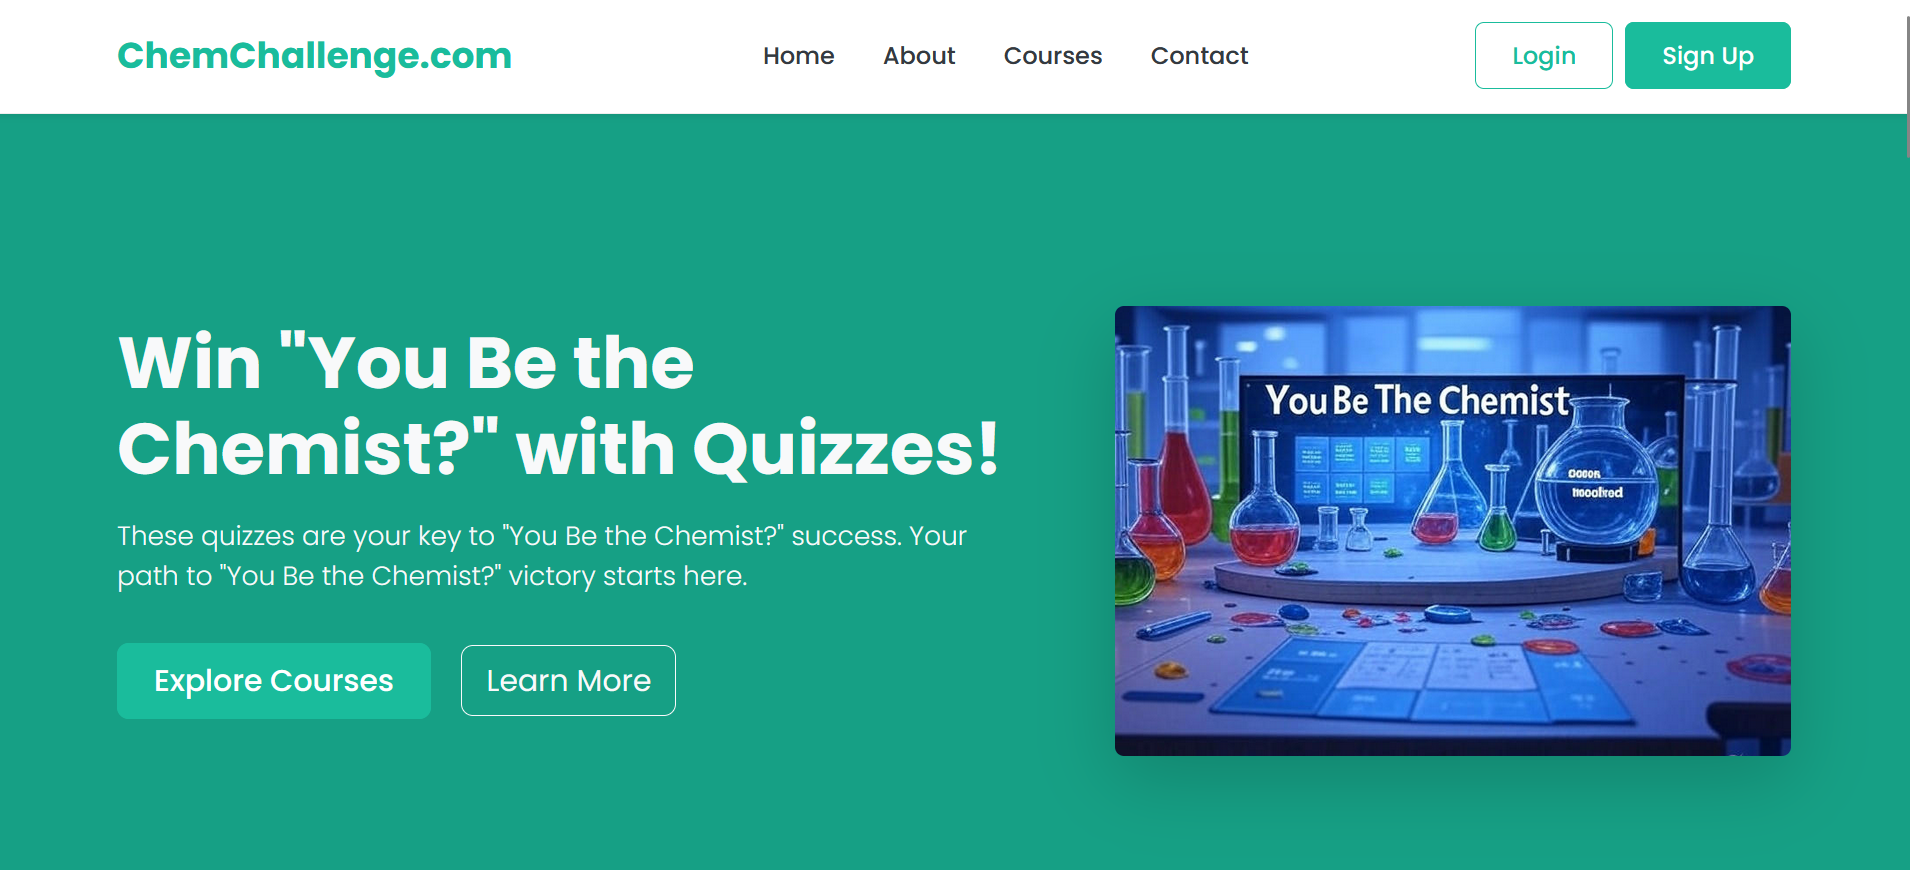 ChemChallenge.com
Home About Courses Contact
Login
Sign Up
Win "You Be the
Chemist?" with Quizzes!
These quizzes are your key to "You Be the Chemist?" success. Your
path to "You Be the Chemist?" victory starts here.
Explore Courses
Learn More
You Be The Chemist